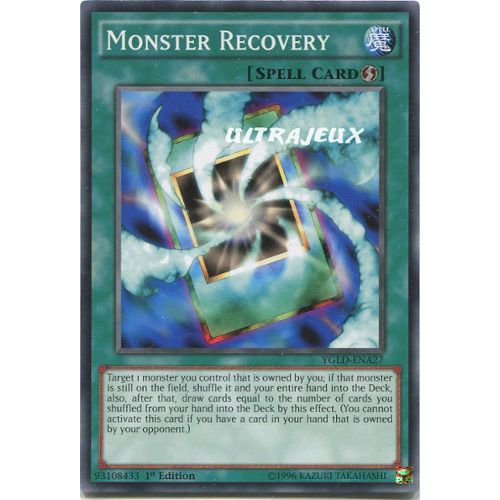 MONSTER RECOVERY
SPELL
魔
[SPELL CARD]
ULTRAJEUX
YGLD-ENA27
Target 1 monster you control that is owned by you; if that monster
is still on the field, shuffle it and your entire hand into the Deck,
also, after that, draw cards equal to the number of cards you
shuffled from your hand into the Deck by this effect. (You cannot
activate this card if you have a card in your hand that is owned
by your opponent.)
93108433 1st Edition ©1996 KAZUKI TAKAHASHI